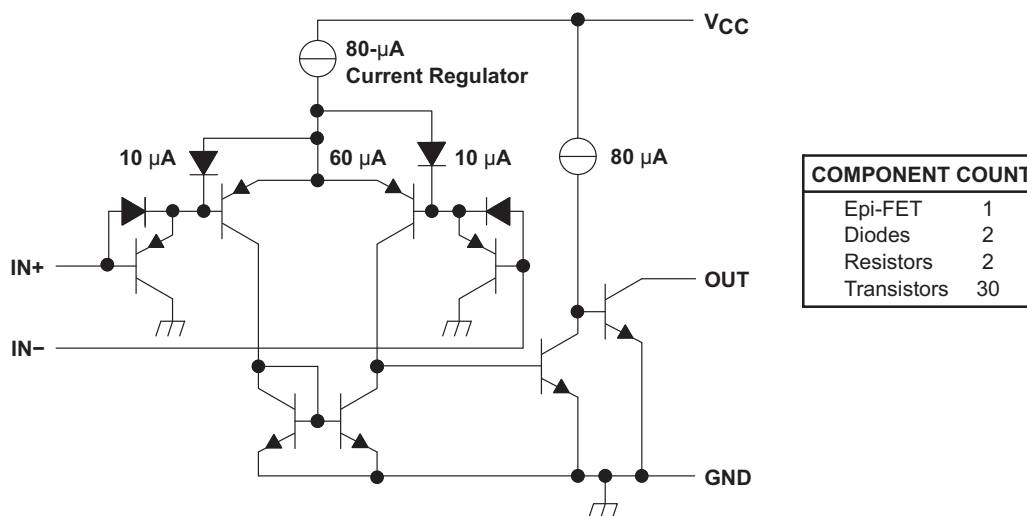 VCC
80-µA
Current Regulator
10 µA
60 µA
10 µA
80 µA
IN+
OUT
IN−
GND
COMPONENT COUNT
Epi-FET 1
Diodes 2
Resistors 2
Transistors 30